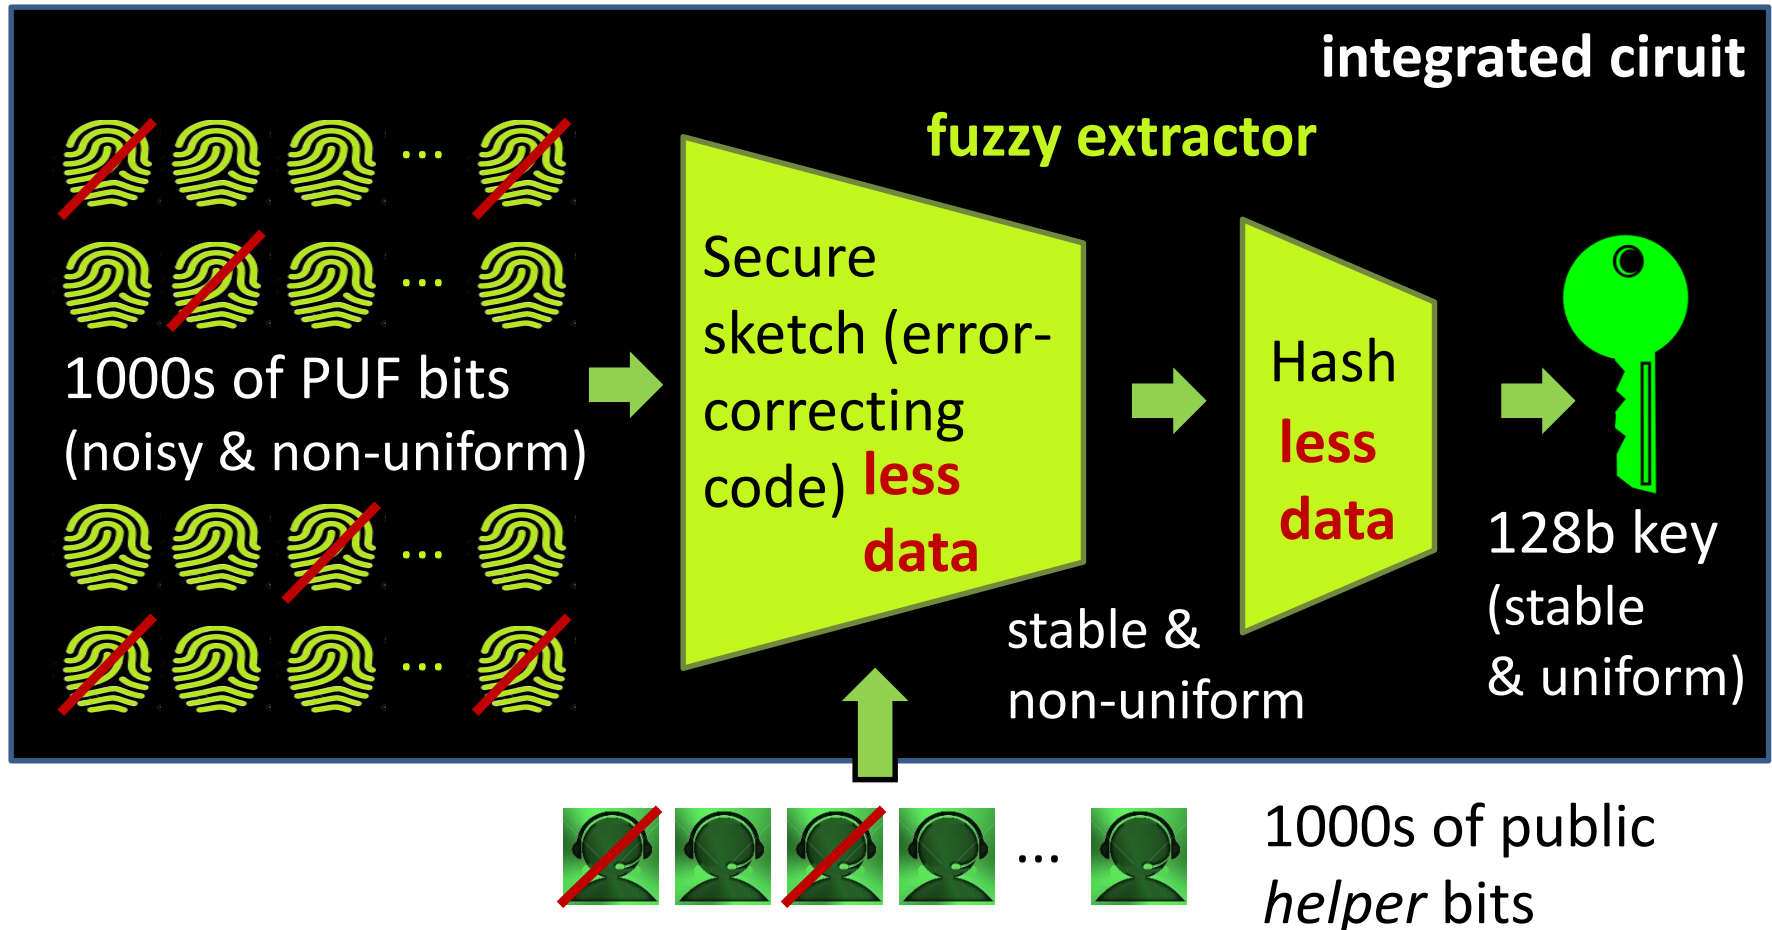 integrated ciruit
fuzzy extractor
...
...
1000s of PUF bits
(noisy & non-uniform)
...
...
Secure
sketch (error-
correcting
code) less
data
Hash
less
data
stable &
non-uniform
128b key
(stable
& uniform)
...
1000s of public
helper bits